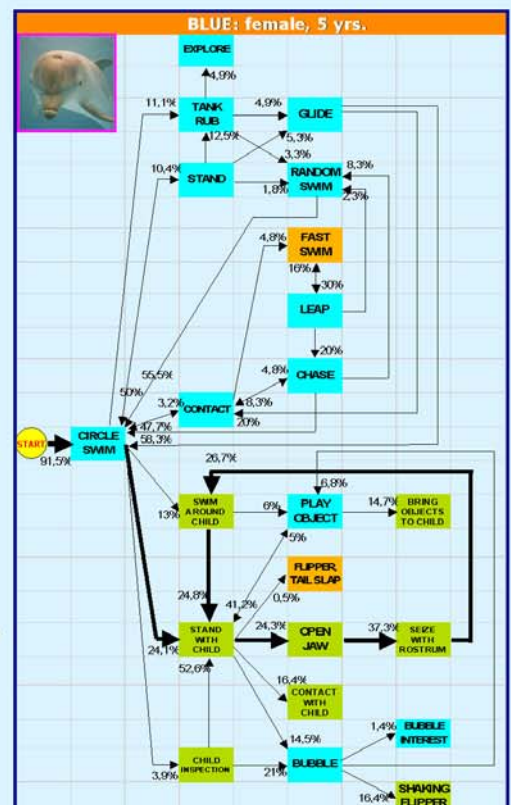 BLUE: female, 5 yrs.
EXPLORE
4,9%
11,1%
TANK
RUB
4,9%
GLIDE
12,5%
5,3%
3,3%
10,4%
STAND
1,8%
RANDOM
SWIM
8,3%
2,3%
4,8%
FAST
SWIM
16%
30%
LEAP
20%
55,5%
50%
4,8%
CHASE
3,2%
CONTACT
8,3%
20%
47,7%
58,3%
START
91,5%
CIRCLE
SWIM
26,7%
13%
SWIM
AROUND
CHILD
6%
6,8%
PLAY
OBJECT
14,7%
BRING
OBJECTS
TO CHILD
5%
FLIPPER,
TAIL SLAP
24,8%
41,2%
0,5%
24,1%
STAND
WITH
CHILD
24,3%
OPEN
JAW
37,3%
SEIZE
WITH
ROSTRUM
52,6%
16,4%
CONTACT
WITH
CHILD
14,5%
1,4%
BUBBLE
INTEREST
3,9%
CHILD
INSPECTION
21%
BUBBLE
16,4%
SHAKING
FLIPPER